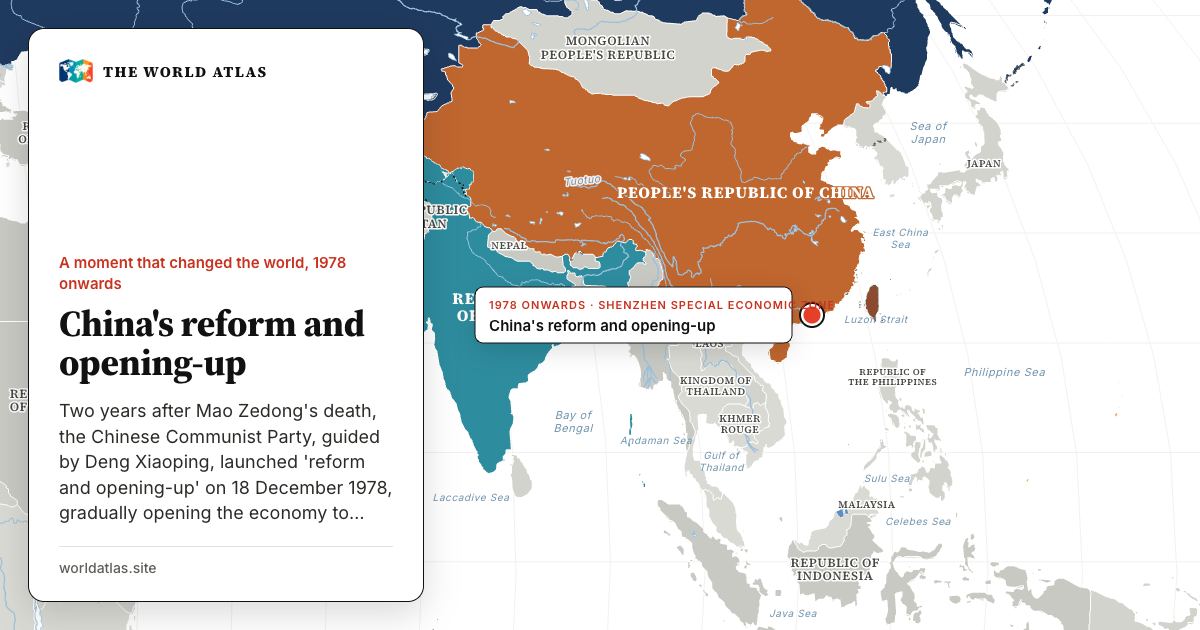 THE WORLD ATLAS
A moment that changed the world, 1978
onwards
China's reform and
opening-up
Two years after Mao Zedong's death,
the Chinese Communist Party, guided
by Deng Xiaoping, launched 'reform
and opening-up' on 18 December 1978,
gradually opening the economy to...
worldatlas.site
MONGOLIAN
PEOPLE'S REPUBLIC
Sea of
Japan
JAPAN
Tuotuo
PEOPLE'S REPUBLIC OF CHINA
East China
Sea
NEPAL
1978 ONWARDS · SHENZHEN SPECIAL ECONOMIC ZONE
China's reform and opening-up
Luzon Strait
LAOS
KINGDOM OF
THAILAND
REPUBLIC OF
THE PHILIPPINES
Philippine Sea
Bay of
Bengal
KHMER
ROUGE
Andaman Sea
Gulf of
Thailand
Laccadive Sea
Sulu Sea
MALAYSIA
Celebes Sea
REPUBLIC OF
INDONESIA
Java Sea